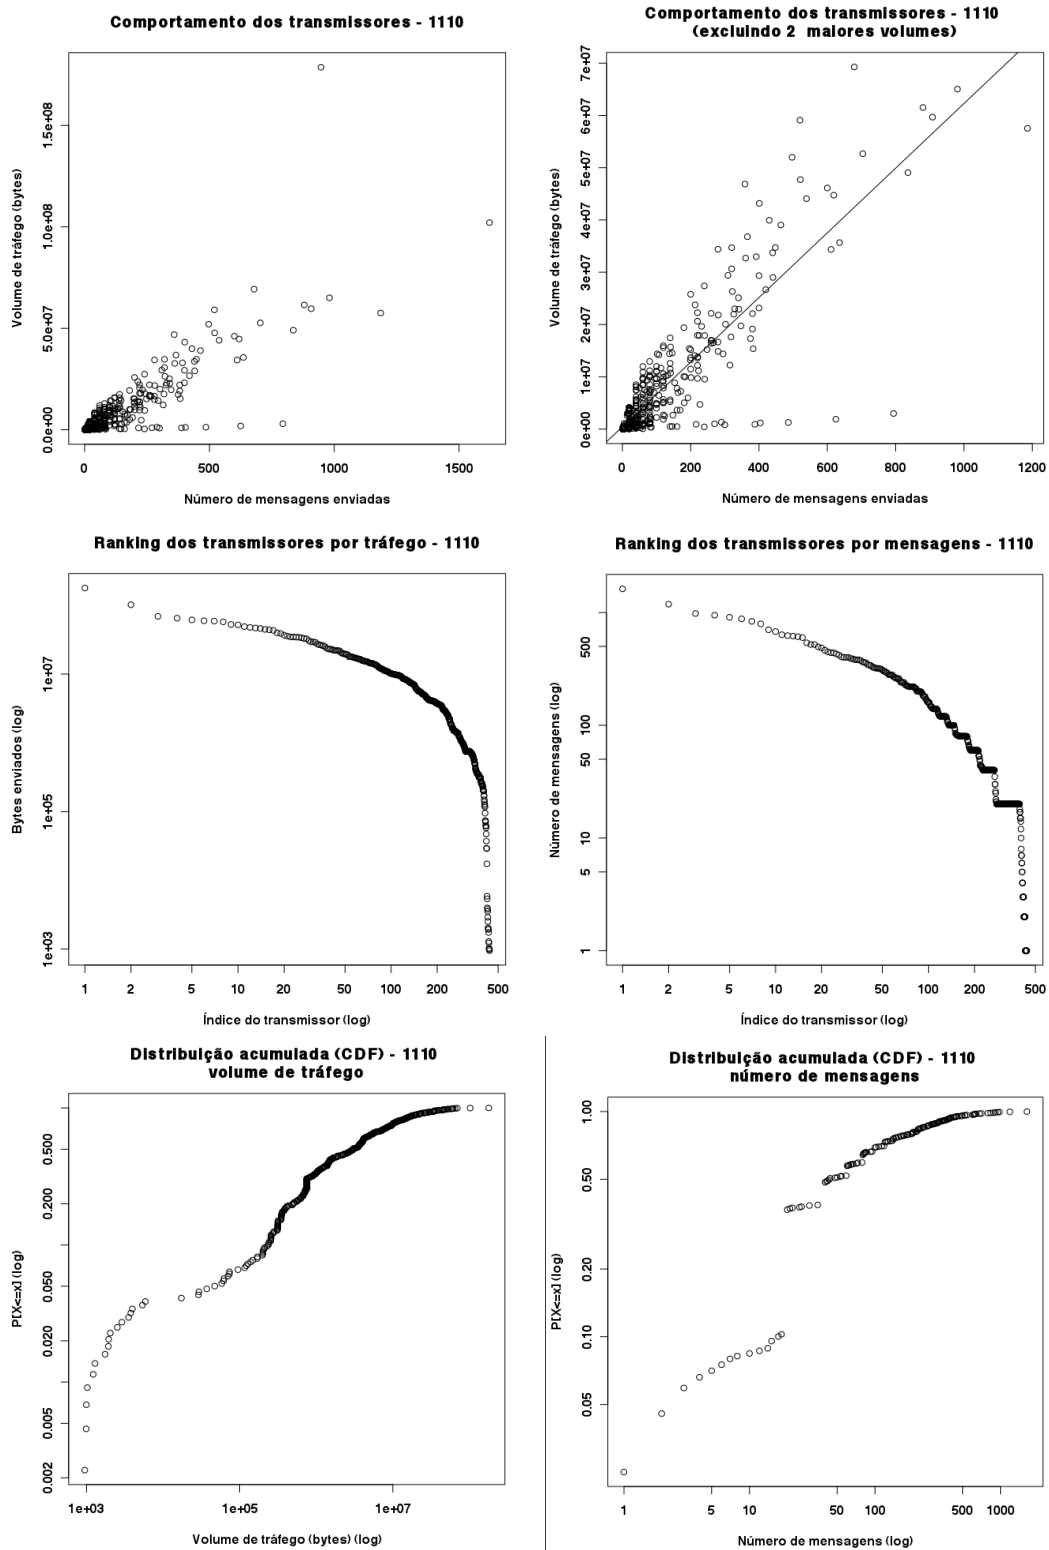 Comportamento dos transmissores - 1110
Volume de tráfego (bytes)
0.0e+00 5.0e+07 1.0e+08 1.5e+08
0 500 1000 1500
Número de mensagens enviadas
Comportamento dos transmissores - 1110
(excluindo 2 maiores volumes)
Volume de tráfego (bytes)
0e+00 1e+07 2e+07 3e+07 4e+07 5e+07 6e+07 7e+07
0 200 400 600 800 1000 1200
Número de mensagens enviadas
Ranking dos transmissores por tráfego - 1110
Bytes enviados (log)
1e+03 1e+05 1e+07
1 2 5 10 20 50 100 200 500
Índice do transmissor (log)
Ranking dos transmissores por mensagens - 1110
Número de mensagens (log)
1 5 10 50 100 500
1 2 5 10 20 50 100 200 500
Índice do transmissor (log)
Distribuição acumulada (CDF) - 1110
volume de tráfego
P[X<=x] (log)
0.002 0.005 0.020 0.050 0.200 0.500
1e+03 1e+05 1e+07
Volume de tráfego (bytes) (log)
Distribuição acumulada (CDF) - 1110
número de mensagens
P[X<=x] (log)
0.05 0.10 0.20 0.50 1.00
1 5 10 50 100 500 1000
Número de mensagens (log)